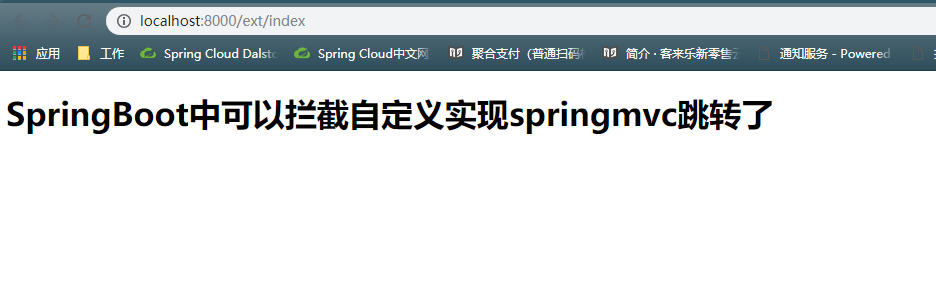 localhost:8000/ext/index
应用 工作 Spring Cloud Dalst Spring Cloud中文网 聚合支付（普通扫码 简介 · 客来乐新零售 通知服务 - Powered
SpringBoot中可以拦截自定义实现springmvc跳转了